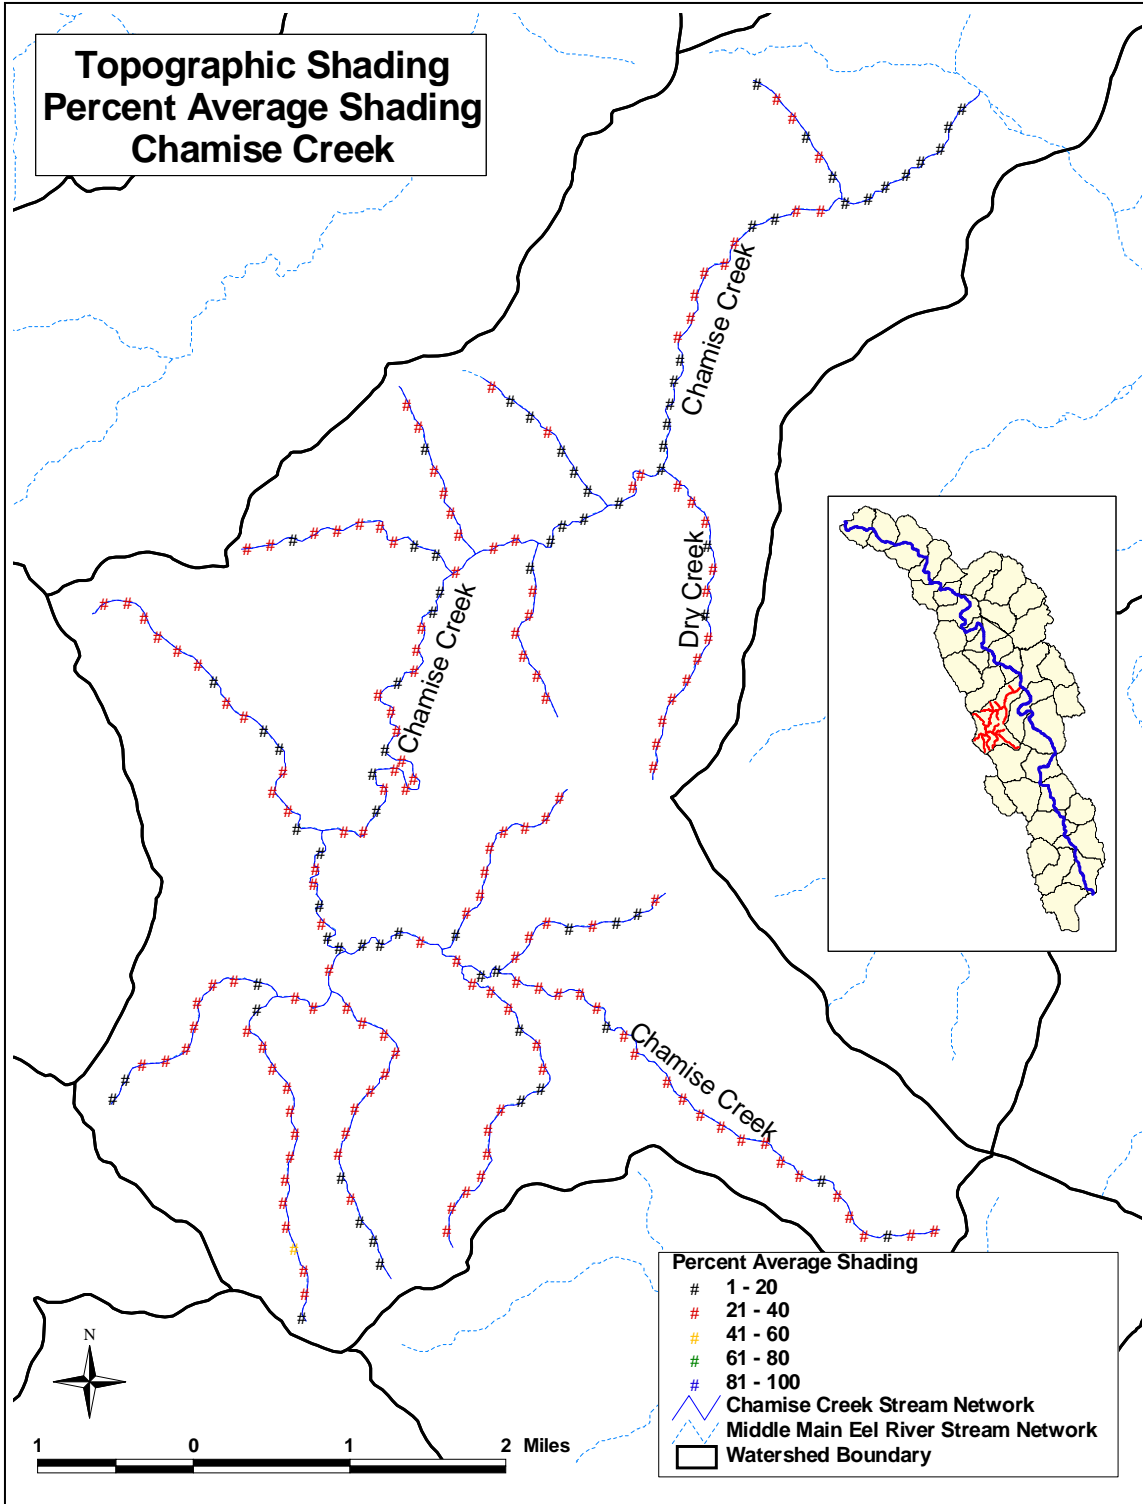 Topographic Shading
Percent Average Shading
Chamise Creek
Chamise Creek
Dry Creek
Chamise Creek
Chamise Creek
Percent Average Shading
# 1 - 20
# 21 - 40
# 41 - 60
# 61 - 80
# 81 - 100
Chamise Creek Stream Network
Middle Main Eel River Stream Network
Watershed Boundary
N
1 0 1 2 Miles